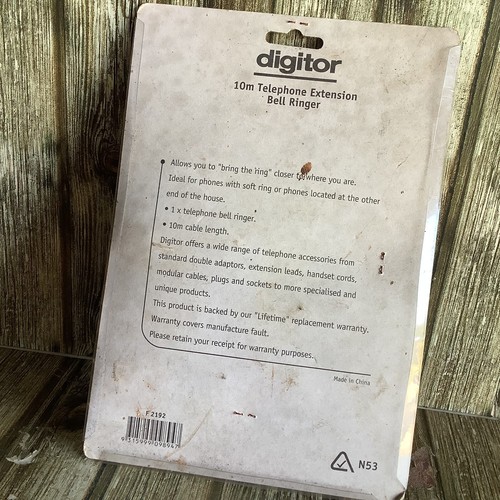 digitor
10m Telephone Extension
Bell Ringer
Allows you to "bring the ring" closer to where you are.
Ideal for phones with soft ring or phones located at the other
end of the house.
• 1 x telephone bell ringer.
• 10m cable length.
Digitor offers a wide range of telephone accessories from
standard double adaptors, extension leads, handset cords,
modular cables, plugs and sockets to more specialised and
unique products.
This product is backed by our "Lifetime" replacement warranty.
Warranty covers manufacture fault.
Please retain your receipt for warranty purposes.
Made in China
F 2192
9 315999 098947
N53